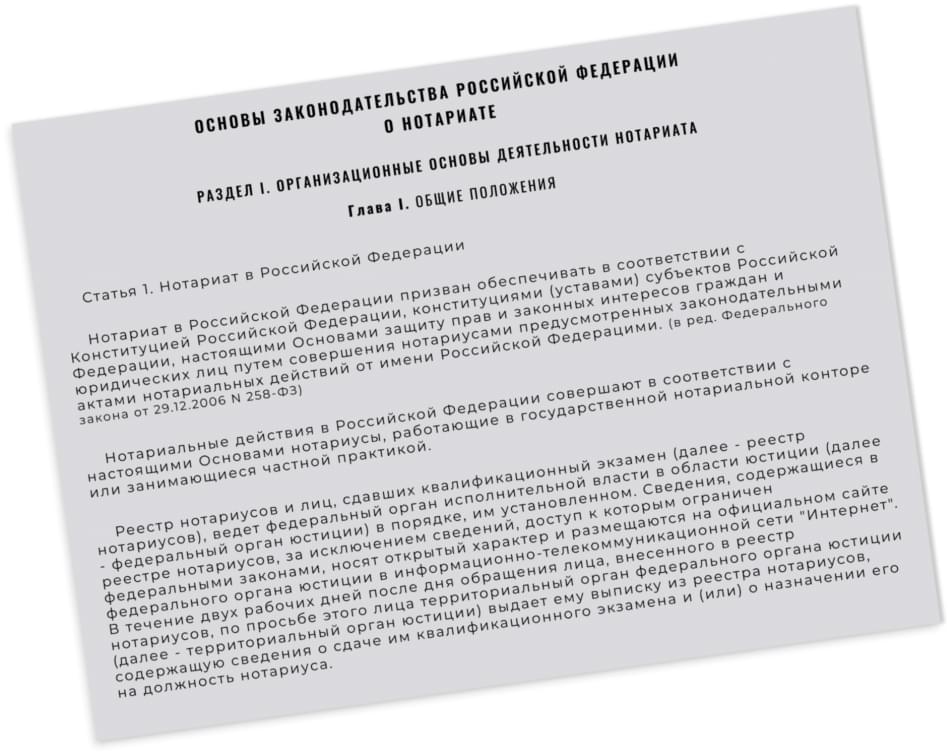 ОСНОВЫ ЗАКОНОДАТЕЛЬСТВА РОССИЙСКОЙ ФЕДЕРАЦИИ
О НОТАРИАТЕ
РАЗДЕЛ I. ОРГАНИЗАЦИОННЫЕ ОСНОВЫ ДЕЯТЕЛЬНОСТИ НОТАРИАТА
Глава I. ОБЩИЕ ПОЛОЖЕНИЯ
Статья 1. Нотариат в Российской Федерации
Нотариат в Российской Федерации призван обеспечивать в соответствии с
Конституцией Российской Федерации, конституциями (уставами) субъектов Российской
Федерации, настоящими Основами защиту прав и законных интересов граждан и
юридических лиц путем совершения нотариусами предусмотренных законодательными
актами нотариальных действий от имени Российской Федерации. (в ред. Федерального
закона от 29.12.2006 N 258-ФЗ)
Нотариальные действия в Российской Федерации совершают в соответствии с
настоящими Основами нотариусы, работающие в государственной нотариальной конторе
или занимающиеся частной практикой.
Реестр нотариусов и лиц, сдавших квалификационный экзамен (далее - реестр
нотариусов), ведет федеральный орган исполнительной власти в области юстиции (далее
- федеральный орган юстиции) в порядке, им установленном. Сведения, содержащиеся в
реестре нотариусов, за исключением сведений, доступ к которым ограничен
федеральными законами, носят открытый характер и размещаются на официальном сайте
федерального органа юстиции в информационно-телекоммуникационной сети "Интернет".
В течение двух рабочих дней после дня обращения лица, внесенного в реестр
нотариусов, по просьбе этого лица территориальный орган федерального органа юстиции
(далее - территориальный орган юстиции) выдает ему выписку из реестра нотариусов,
содержащую сведения о сдаче им квалификационного экзамена и (или) о назначении его
на должность нотариуса.